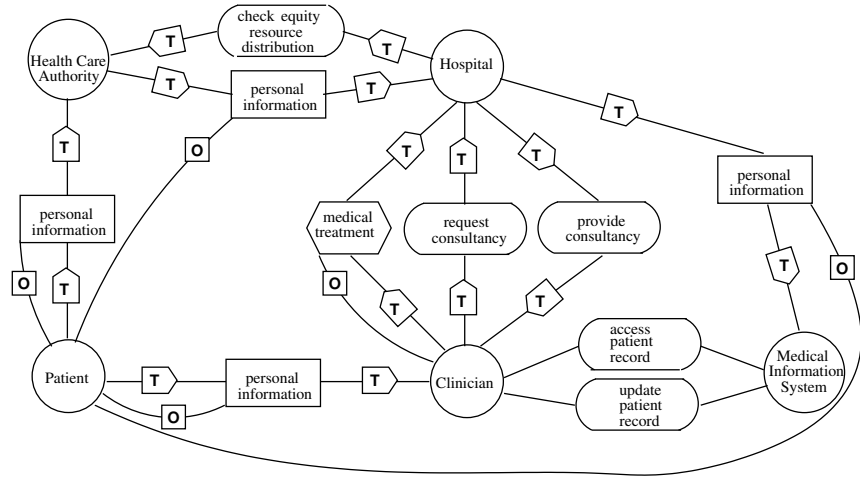 check equity
resource
distribution
T
T
Health Care
Authority
Hospital
T
personal
information
T
T
O
T
T
T
T
personal
information
personal
information
medical
treatment
request
consultancy
provide
consultancy
O
T
O
T
O
T
T
T
access
patient
record
Patient
T
personal
information
T
Clinician
Medical
Information
System
O
update
patient
record